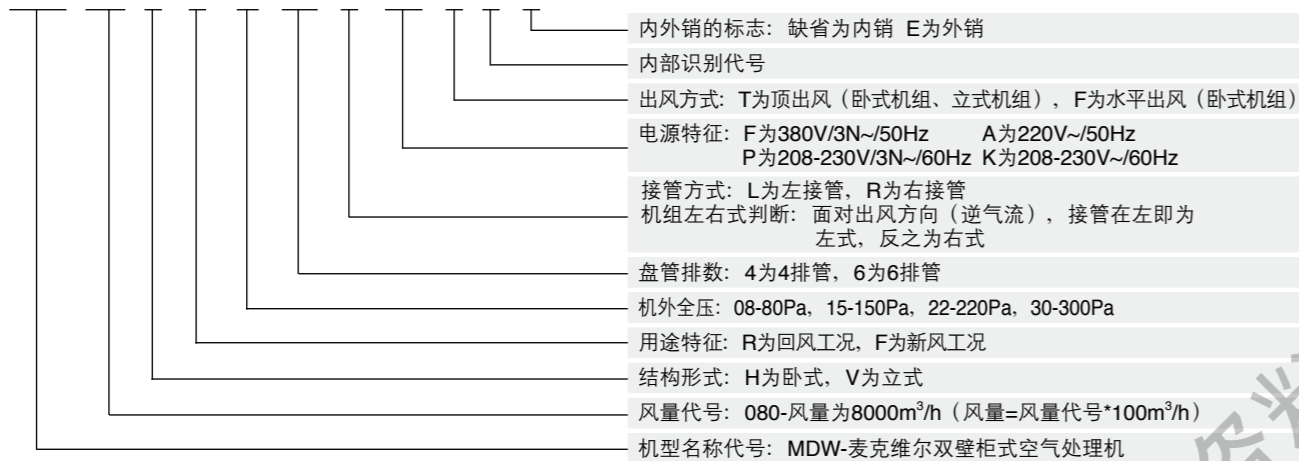 内外销的标志：缺省为内销 E为外销
内部识别代号
出风方式：T为顶出风（卧式机组、立式机组），F为水平出风（卧式机组）
电源特征：F为380V/3N~/50Hz A为220V~/50Hz
P为208-230V/3N~/60Hz K为208-230V~/60Hz
接管方式：L为左接管，R为右接管
机组左右式判断：面对出风方向（逆气流），接管在左即为
左式，反之为右式
盘管排数：4为4排管，6为6排管
机外全压：08-80Pa，15-150Pa，22-220Pa，30-300Pa
用途特征：R为回风工况，F为新风工况
结构形式：H为卧式，V为立式
风量代号：080-风量为8000m³/h（风量=风量代号*100m³/h）
机型名称代号：MDW-麦克维尔双壁柜式空气处理机